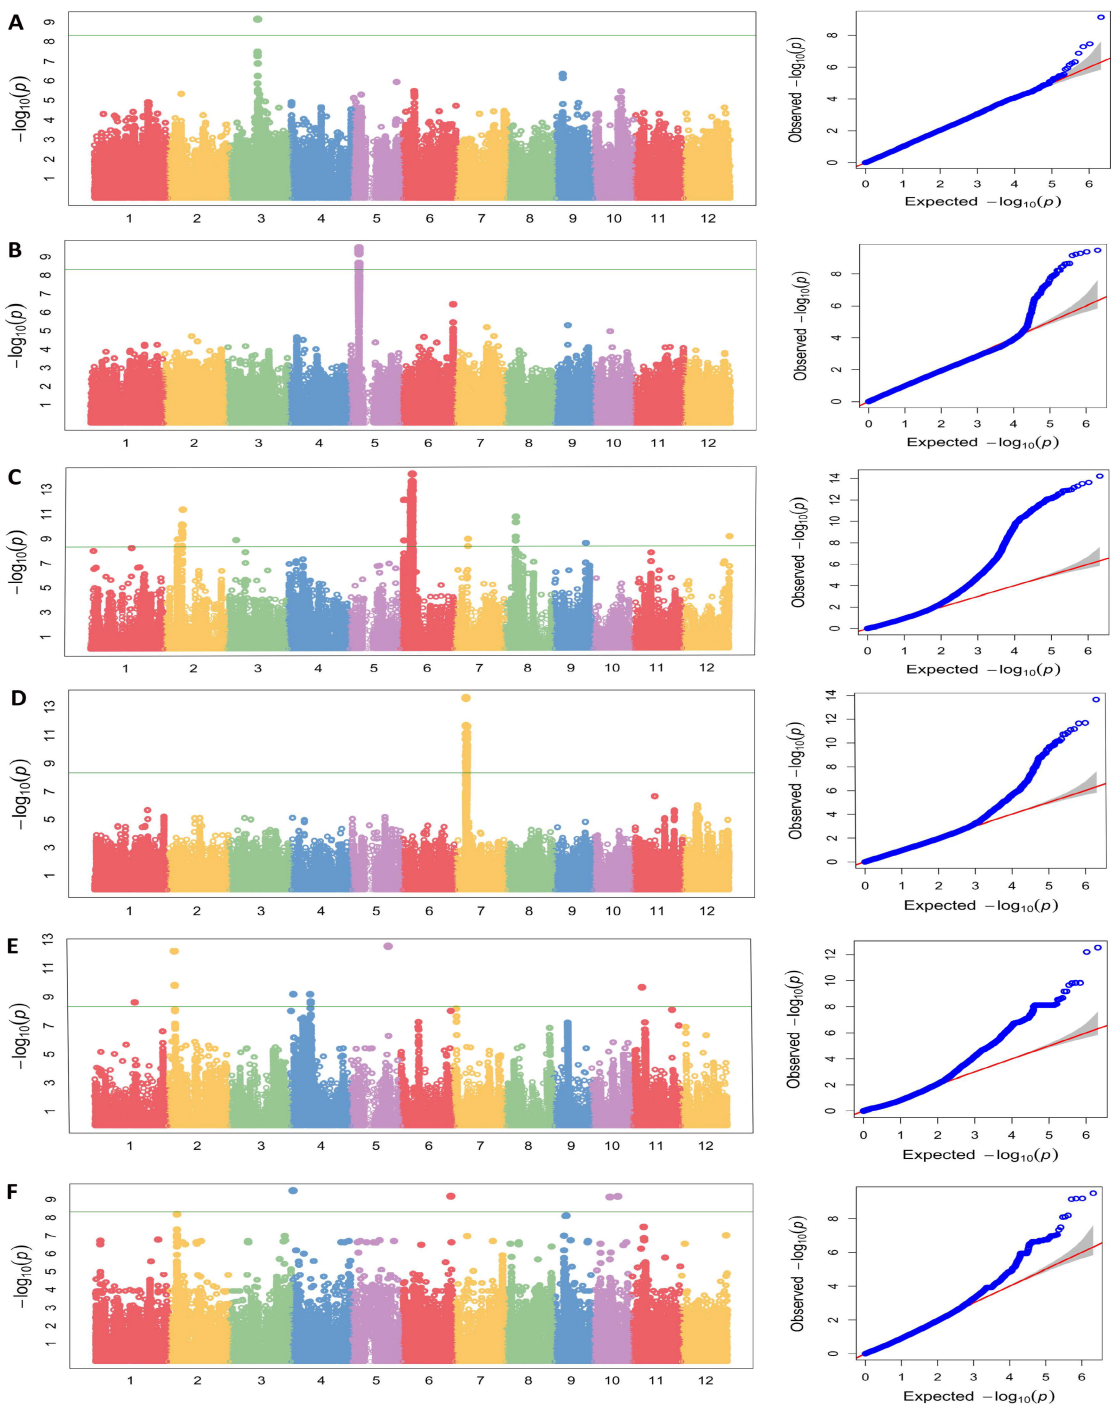 A
−log₁₀(p)
1 2 3 4 5 6 7 8 9
1 2 3 4 5 6 7 8 9 10 11 12
Observed −log₁₀(p)
0 2 4 6 8
0 1 2 3 4 5 6
Expected −log₁₀(p)
B
−log₁₀(p)
1 2 3 4 5 6 7 8 9
1 2 3 4 5 6 7 8 9 10 11 12
Observed −log₁₀(p)
0 2 4 6 8
0 1 2 3 4 5 6
Expected −log₁₀(p)
C
−log₁₀(p)
1 3 5 7 9 11 13
1 2 3 4 5 6 7 8 9 10 11 12
Observed −log₁₀(p)
0 2 4 6 8 10 12 14
0 1 2 3 4 5 6
Expected −log₁₀(p)
D
−log₁₀(p)
1 3 5 7 9 11 13
1 2 3 4 5 6 7 8 9 10 11 12
Observed −log₁₀(p)
0 2 4 6 8 10 12 14
0 1 2 3 4 5 6
Expected −log₁₀(p)
E
−log₁₀(p)
1 3 5 7 9 11 13
1 2 3 4 5 6 7 8 9 10 11 12
Observed −log₁₀(p)
0 2 4 6 8 10 12
0 1 2 3 4 5 6
Expected −log₁₀(p)
F
−log₁₀(p)
1 2 3 4 5 6 7 8 9
1 2 3 4 5 6 7 8 9 10 11 12
Observed −log₁₀(p)
0 2 4 6 8
0 1 2 3 4 5 6
Expected −log₁₀(p)